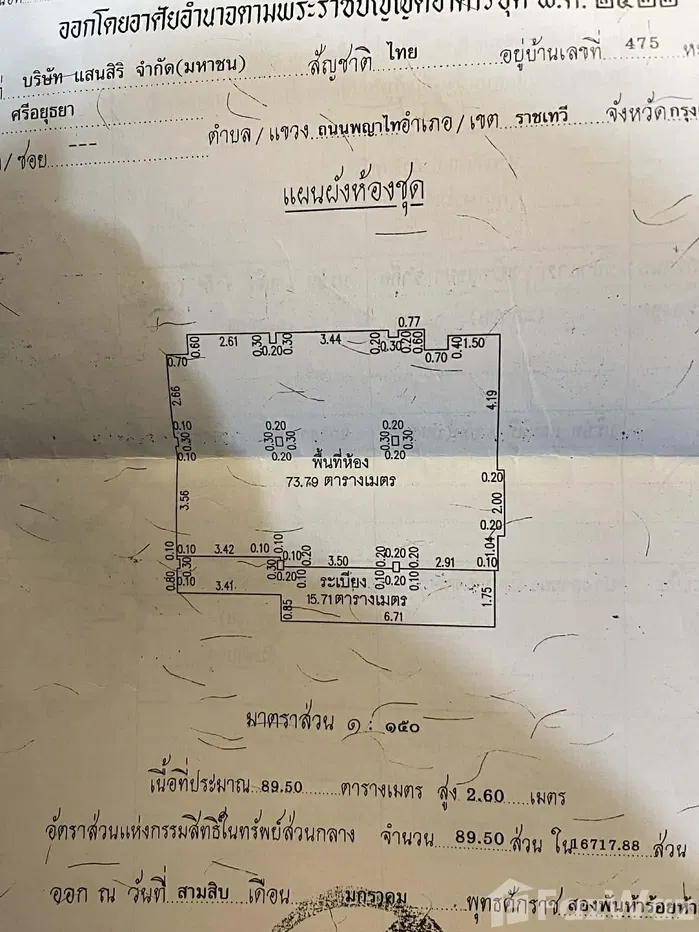 ออกโดยอาศัยอำนาจตามพระราชบัญญัติอาคารชุด พ.ศ. ๒๕๒๒
บริษัท แสนสิริ จำกัด(มหาชน) สัญชาติ ไทย อยู่บ้านเลขที่ 475
ศรีอยุธยา
/ซอย --- ตำบล/แขวง ถนนพญาไท อำเภอ/เขต ราชเทวี จังหวัด กรุง
แผนผังห้องชุด
0.77
0.60 2.61 0.30 0.20 0.30 3.44 0.20 0.30 0.20 0.60 0.70 0.40 1.50
0.70
2.66 4.19
0.10 0.20 0.20
0.30 0.30 0.30 0.30 0.30
0.10 0.20 0.20
พื้นที่ห้อง
73.79 ตารางเมตร
0.20
3.56 2.00
0.20
0.10 0.10 3.42 0.10 0.10 0.10 0.20 3.50 0.20 0.20 0.20 2.91 1.04 0.10
0.80 0.30 0.10 3.41 0.30 0.20 0.10 0.10 0.20 0.10
ระเบียง
15.71 ตารางเมตร
0.85 6.71 1.75
มาตราส่วน ๑ : ๑๕๐
เนื้อที่ประมาณ 89.50 ตารางเมตร สูง 2.60 เมตร
อัตราส่วนแห่งกรรมสิทธิ์ในทรัพย์ส่วนกลาง จำนวน 89.50 ส่วน ใน 16717.88 ส่วน
ออก ณ วันที่ สามสิบ เดือน มกราคม พุทธศักราช สองพันห้าร้อยห้า